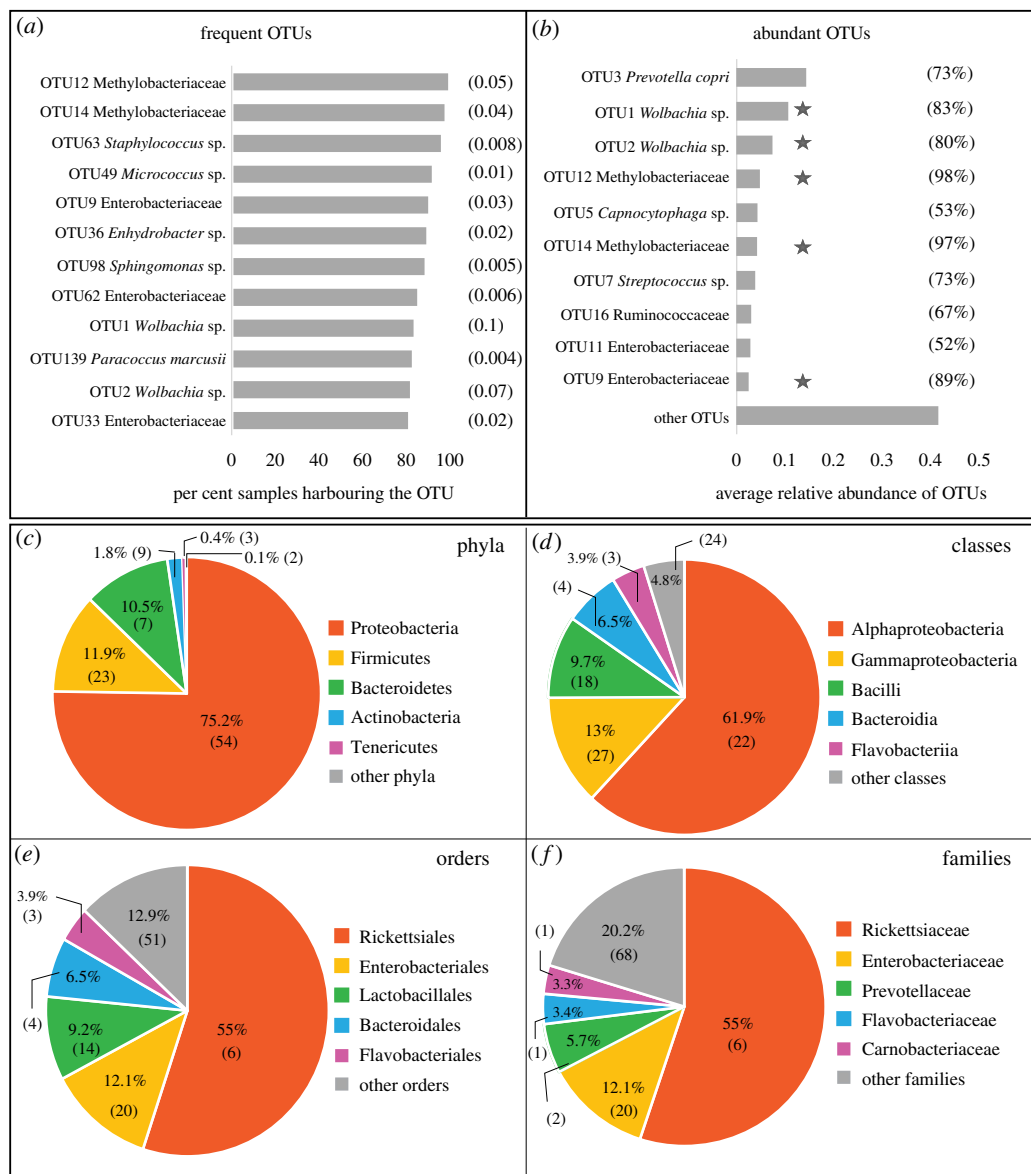 (a) frequent OTUs
OTU12 Methylobacteriaceae (0.05)
OTU14 Methylobacteriaceae (0.04)
OTU63 Staphylococcus sp. (0.008)
OTU49 Micrococcus sp. (0.01)
OTU9 Enterobacteriaceae (0.03)
OTU36 Enhydrobacter sp. (0.02)
OTU98 Sphingomonas sp. (0.005)
OTU62 Enterobacteriaceae (0.006)
OTU1 Wolbachia sp. (0.1)
OTU139 Paracoccus marcusii (0.004)
OTU2 Wolbachia sp. (0.07)
OTU33 Enterobacteriaceae (0.02)
0 20 40 60 80 100
per cent samples harbouring the OTU
(b) abundant OTUs
OTU3 Prevotella copri (73%)
OTU1 Wolbachia sp. ★ (83%)
OTU2 Wolbachia sp. ★ (80%)
OTU12 Methylobacteriaceae ★ (98%)
OTU5 Capnocytophaga sp. (53%)
OTU14 Methylobacteriaceae ★ (97%)
OTU7 Streptococcus sp. (73%)
OTU16 Ruminococcaceae (67%)
OTU11 Enterobacteriaceae (52%)
OTU9 Enterobacteriaceae ★ (89%)
other OTUs
0 0.1 0.2 0.3 0.4 0.5
average relative abundance of OTUs
(c) phyla
0.4% (3)
1.8% (9)
0.1% (2)
10.5%
(7)
11.9%
(23)
75.2%
(54)
Proteobacteria
Firmicutes
Bacteroidetes
Actinobacteria
Tenericutes
other phyla
(d) classes
(24)
3.9% (3)
4.8%
(4)
6.5%
9.7%
(18)
13%
(27)
61.9%
(22)
Alphaproteobacteria
Gammaproteobacteria
Bacilli
Bacteroidia
Flavobacteriia
other classes
(e) orders
3.9%
(3)
12.9%
(51)
6.5%
(4)
9.2%
(14)
12.1%
(20)
55%
(6)
Rickettsiales
Enterobacteriales
Lactobacillales
Bacteroidales
Flavobacteriales
other orders
(f) families
(1)
20.2%
(68)
3.3%
3.4%
(1)
5.7%
(2)
12.1%
(20)
55%
(6)
Rickettsiaceae
Enterobacteriaceae
Prevotellaceae
Flavobacteriaceae
Carnobacteriaceae
other families